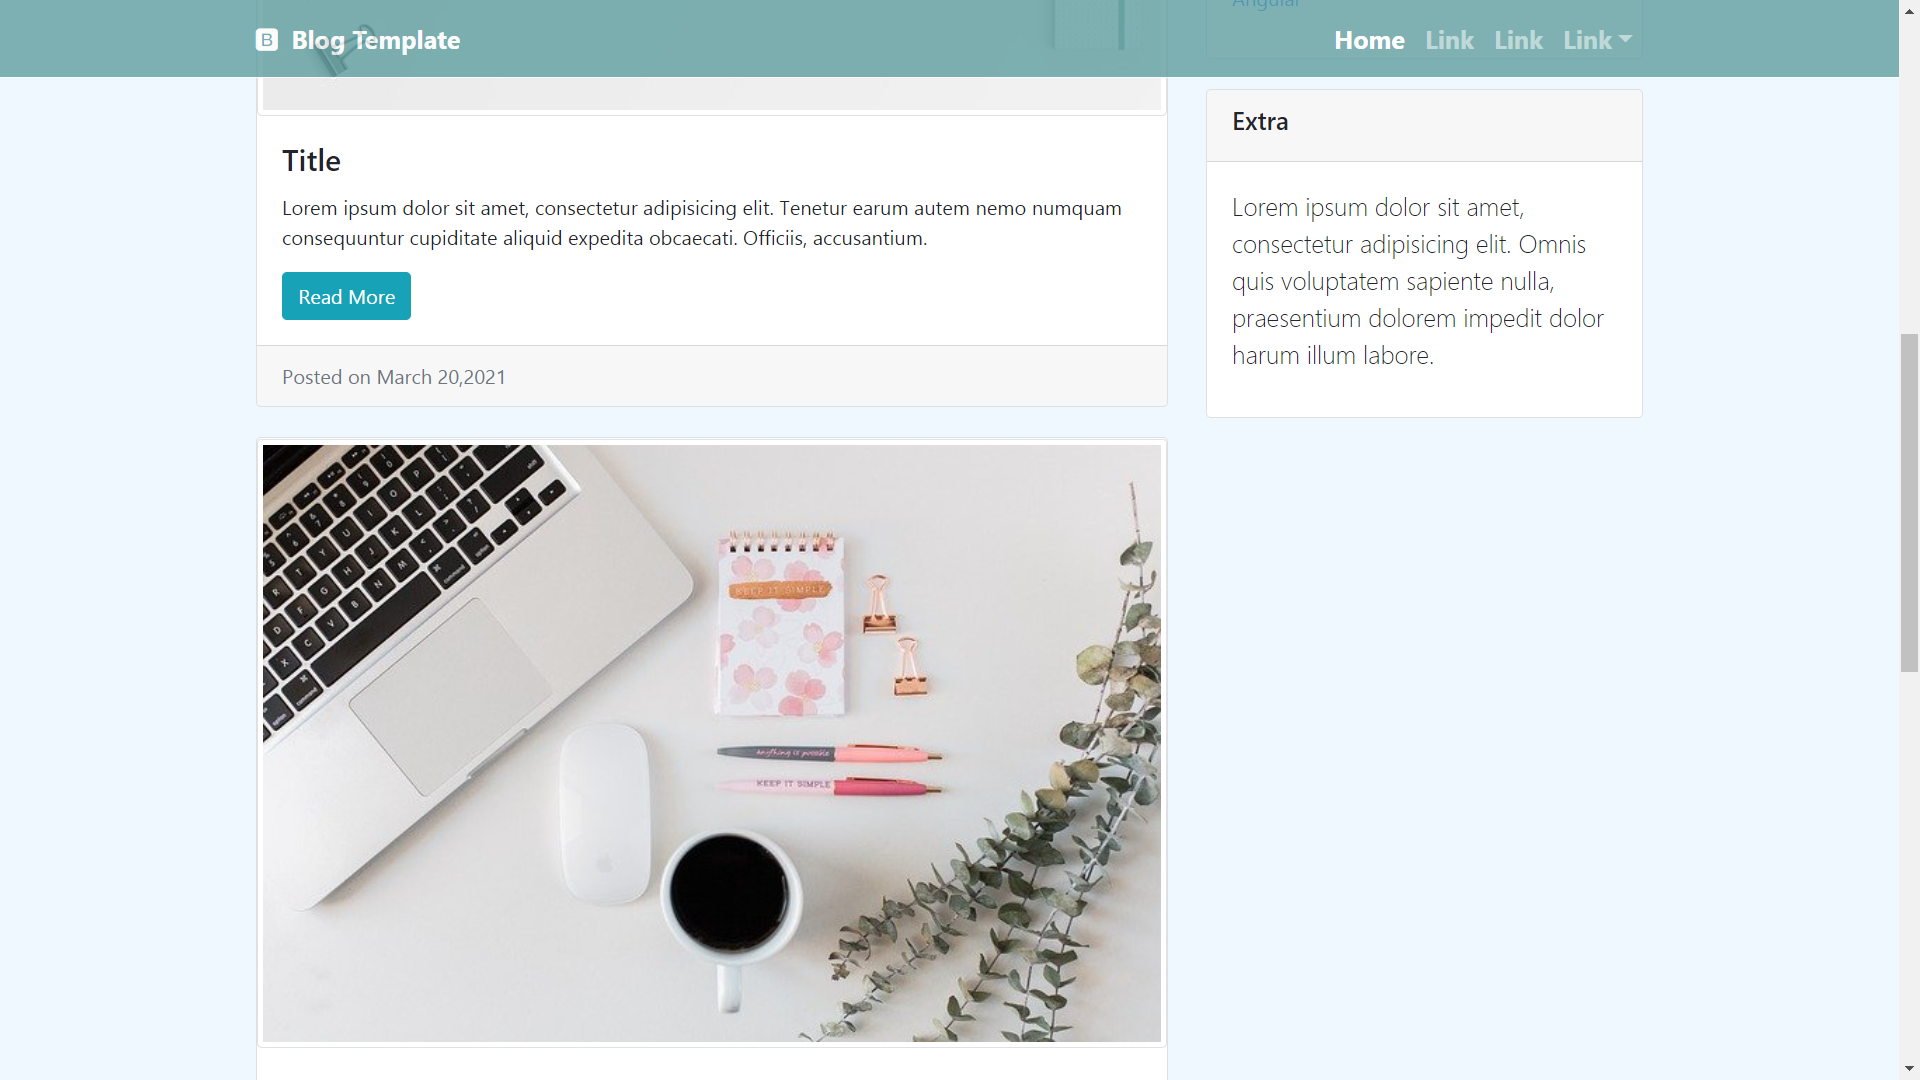 Angular
B Blog Template
Home Link Link Link
Title
Lorem ipsum dolor sit amet, consectetur adipisicing elit. Tenetur earum autem nemo numquam
consequuntur cupiditate aliquid expedita obcaecati. Officiis, accusantium.
Read More
Posted on March 20,2021
Extra
Lorem ipsum dolor sit amet,
consectetur adipisicing elit. Omnis
quis voluptatem sapiente nulla,
praesentium dolorem impedit dolor
harum illum labore.
KEEP IT SIMPLE
anything is possible
KEEP IT SIMPLE